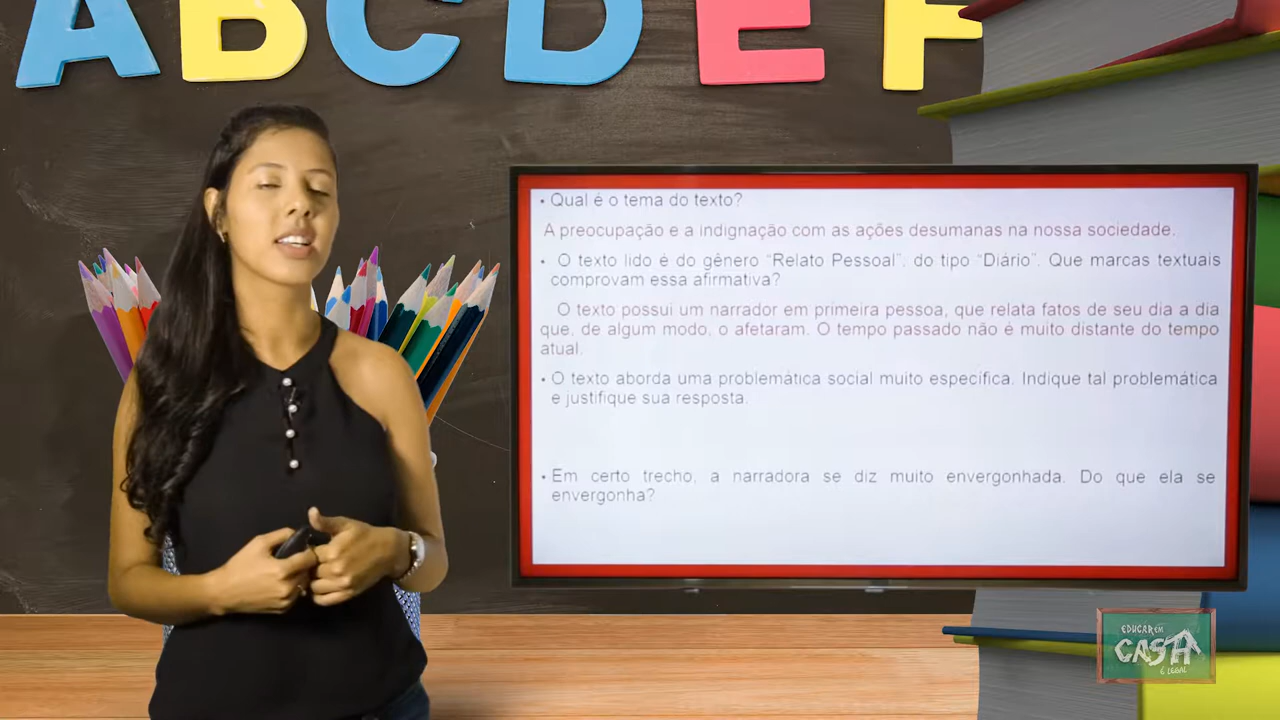 ABCDEF
• Qual é o tema do texto?
A preocupação e a indignação com as ações desumanas na nossa sociedade.
• O texto lido é do gênero “Relato Pessoal”, do tipo “Diário”. Que marcas textuais
comprovam essa afirmativa?
O texto possui um narrador em primeira pessoa, que relata fatos de seu dia a dia
que, de algum modo, o afetaram. O tempo passado não é muito distante do tempo
atual.
• O texto aborda uma problemática social muito específica. Indique tal problemática
e justifique sua resposta.
• Em certo trecho, a narradora se diz muito envergonhada. Do que ela se
envergonha?
EDUCAR EM
CASA
É LEGAL